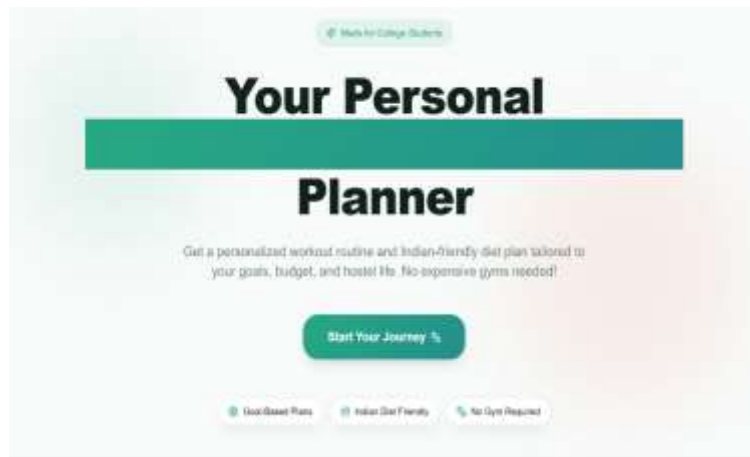 Made for College Students
Your Personal
Planner
Get a personalized workout routine and Indian-friendly diet plan tailored to
your goals, budget, and hostel life. No expensive gyms needed!
Start Your Journey
Goal-Based Plans
Indian Diet Friendly
No Gym Required